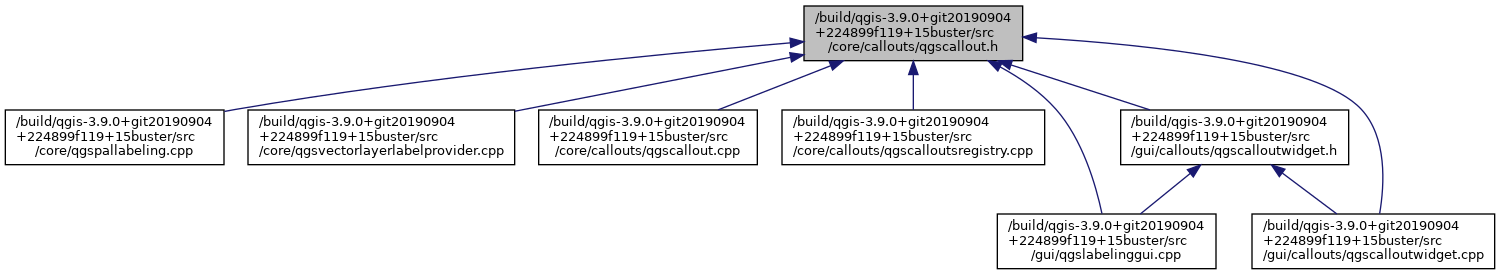 /build/qgis-3.9.0+git20190904
+224899f119+15buster/src
/core/callouts/qgscallout.h
/build/qgis-3.9.0+git20190904
+224899f119+15buster/src
/core/qgspallabeling.cpp
/build/qgis-3.9.0+git20190904
+224899f119+15buster/src
/core/qgsvectorlayerlabelprovider.cpp
/build/qgis-3.9.0+git20190904
+224899f119+15buster/src
/core/callouts/qgscallout.cpp
/build/qgis-3.9.0+git20190904
+224899f119+15buster/src
/core/callouts/qgscalloutsregistry.cpp
/build/qgis-3.9.0+git20190904
+224899f119+15buster/src
/gui/callouts/qgscalloutwidget.h
/build/qgis-3.9.0+git20190904
+224899f119+15buster/src
/gui/qgslabelinggui.cpp
/build/qgis-3.9.0+git20190904
+224899f119+15buster/src
/gui/callouts/qgscalloutwidget.cpp